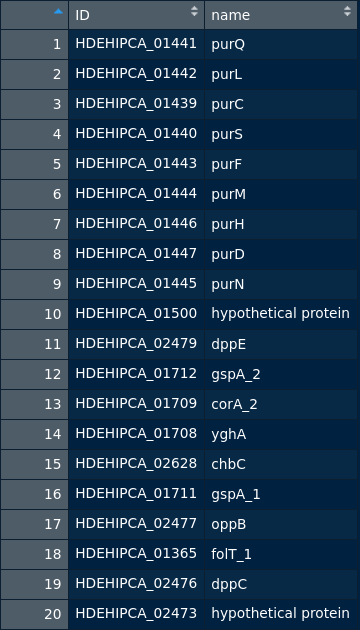 ID name
1 HDEHIPCA_01441 purQ
2 HDEHIPCA_01442 purL
3 HDEHIPCA_01439 purC
4 HDEHIPCA_01440 purS
5 HDEHIPCA_01443 purF
6 HDEHIPCA_01444 purM
7 HDEHIPCA_01446 purH
8 HDEHIPCA_01447 purD
9 HDEHIPCA_01445 purN
10 HDEHIPCA_01500 hypothetical protein
11 HDEHIPCA_02479 dppE
12 HDEHIPCA_01712 gspA_2
13 HDEHIPCA_01709 corA_2
14 HDEHIPCA_01708 yghA
15 HDEHIPCA_02628 chbC
16 HDEHIPCA_01711 gspA_1
17 HDEHIPCA_02477 oppB
18 HDEHIPCA_01365 folT_1
19 HDEHIPCA_02476 dppC
20 HDEHIPCA_02473 hypothetical protein